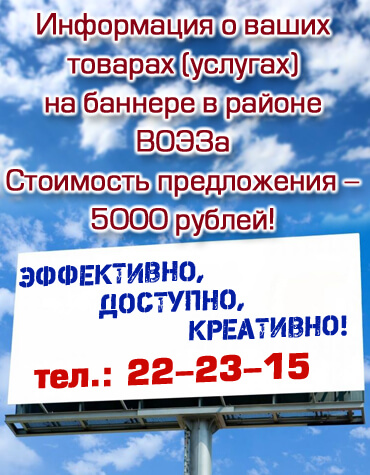 Информация о ваших
товарах (услугах)
на баннере в районе
ВОЭЗа
Стоимость предложения –
5000 рублей!
ЭФФЕКТИВНО,
ДОСТУПНО,
КРЕАТИВНО!
тел.: 22-23-15